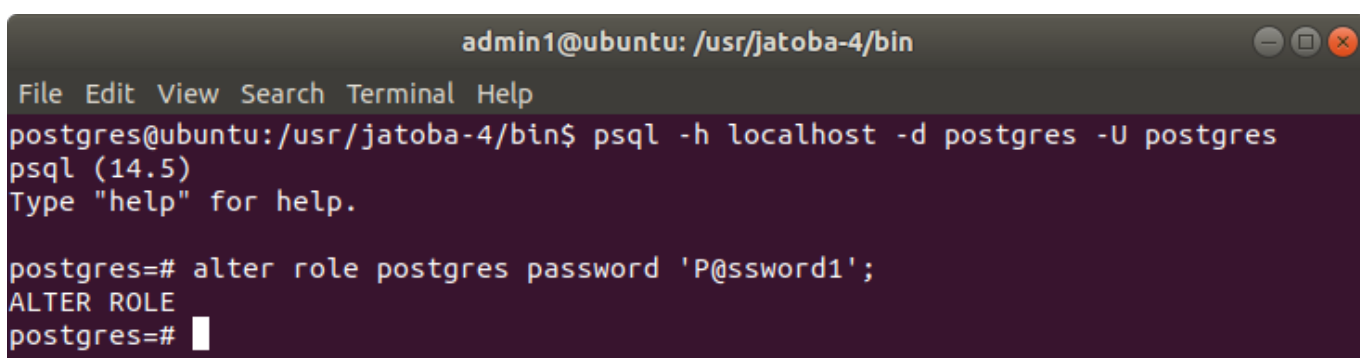 admin1@ubuntu: /usr/jatoba-4/bin
File Edit View Search Terminal Help
postgres@ubuntu:/usr/jatoba-4/bin$ psql -h localhost -d postgres -U postgres
psql (14.5)
Type "help" for help.
postgres=# alter role postgres password 'P@ssword1';
ALTER ROLE
postgres=#